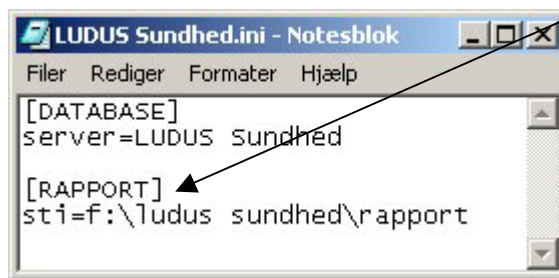 LUDUS Sundhed.ini - Notesblok
Filer Rediger Formater Hjælp
[DATABASE]
server=LUDUS Sundhed
[RAPPORT]
sti=f:\ludus sundhed\rapport